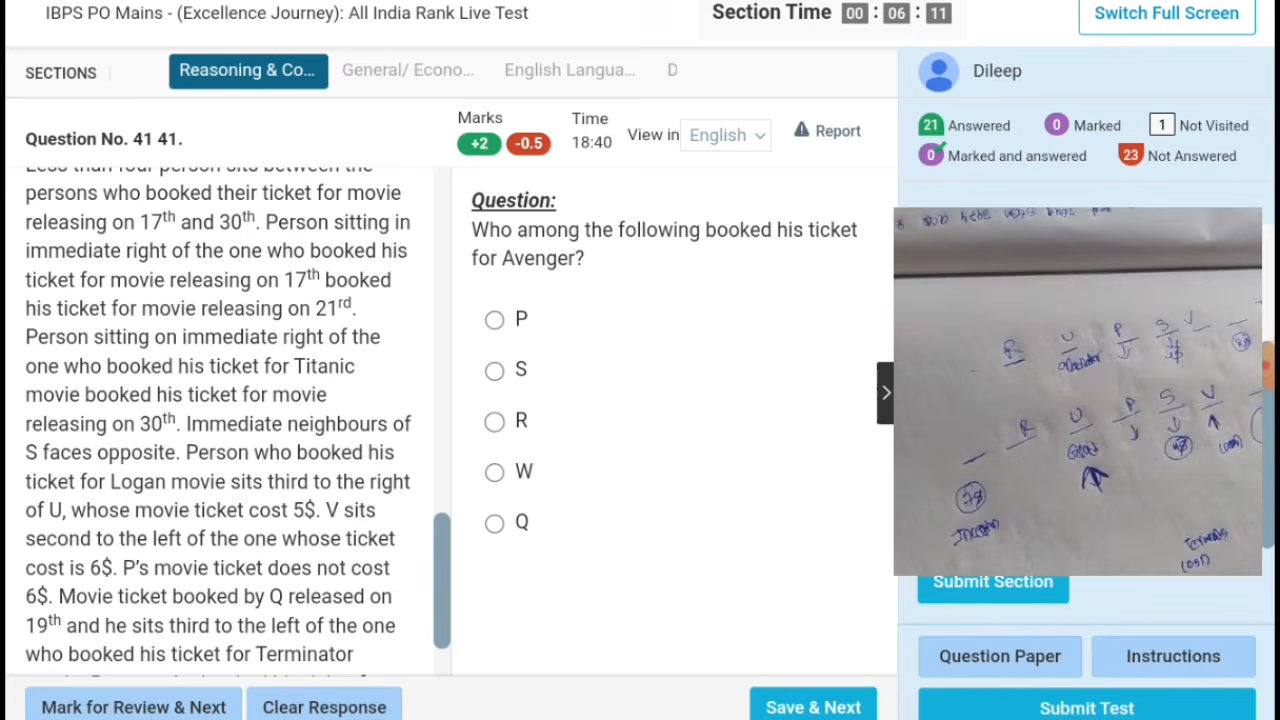 IBPS PO Mains - (Excellence Journey): All India Rank Live Test
Section Time 00 : 06 : 11
Switch Full Screen
SECTIONS
Reasoning & Co...
General/ Econo...
English Langua...
D
Dileep
21 Answered
0 Marked
1 Not Visited
0 Marked and answered
23 Not Answered
Question No. 41 41.
Marks
+2 -0.5
Time
18:40
View in English
Report
Less than four person sits between the
persons who booked their ticket for movie
releasing on 17th and 30th. Person sitting in
immediate right of the one who booked his
ticket for movie releasing on 17th booked
his ticket for movie releasing on 21rd.
Person sitting on immediate right of the
one who booked his ticket for Titanic
movie booked his ticket for movie
releasing on 30th. Immediate neighbours of
S faces opposite. Person who booked his
ticket for Logan movie sits third to the right
of U, whose movie ticket cost 5$. V sits
second to the left of the one whose ticket
cost is 6$. P's movie ticket does not cost
6$. Movie ticket booked by Q released on
19th and he sits third to the left of the one
who booked his ticket for Terminator
Question:
Who among the following booked his ticket
for Avenger?
P
S
R
W
Q
R U P S V
R U P S V
Submit Section
Question Paper
Instructions
Mark for Review & Next
Clear Response
Save & Next
Submit Test